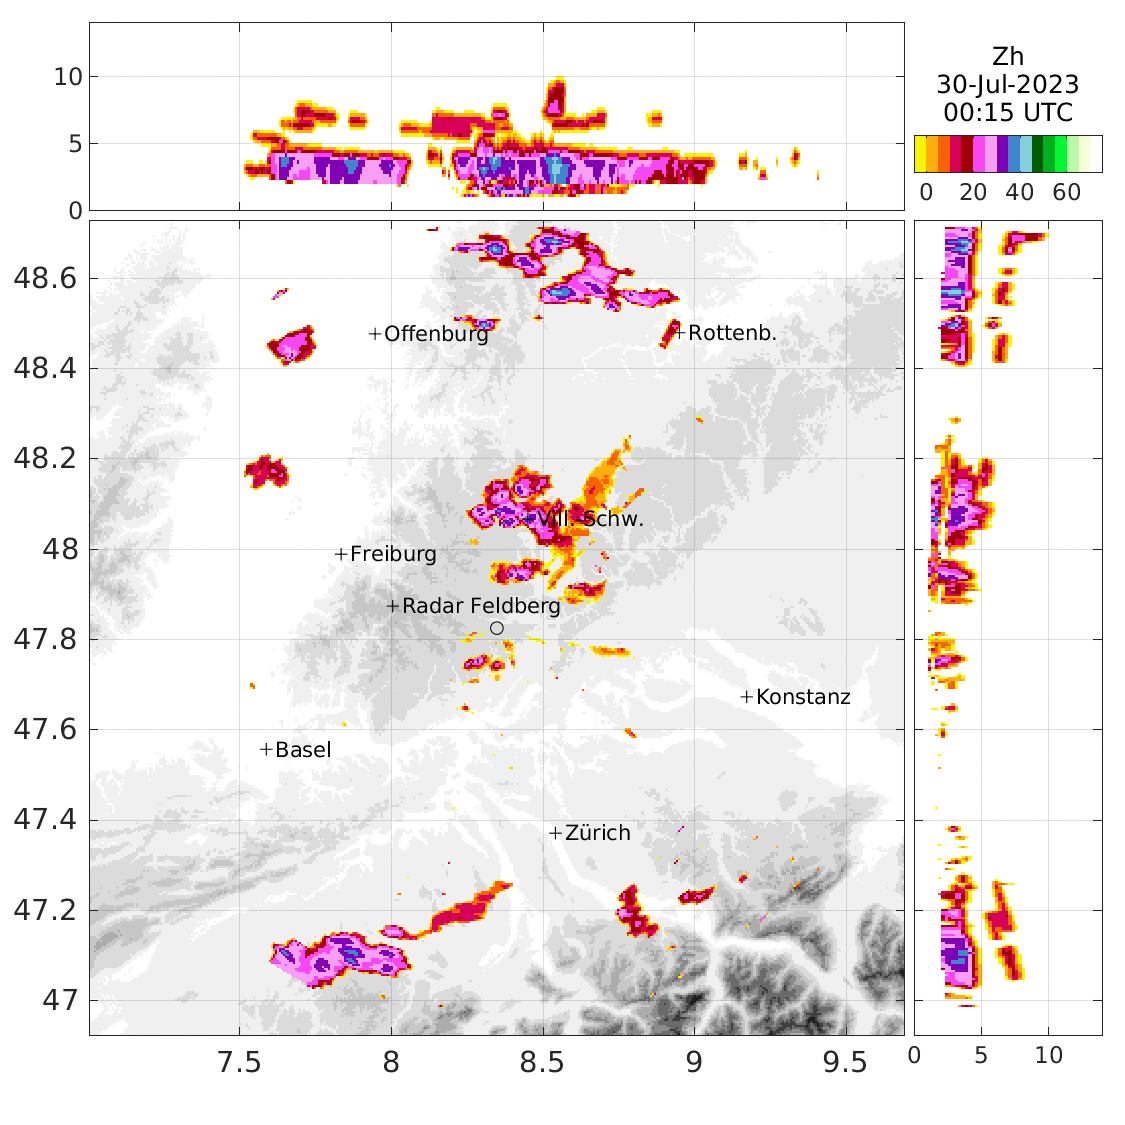 Zh
30-Jul-2023
00:15 UTC
0 20 40 60
10
5
0
48.6
48.4
48.2
48
47.8
47.6
47.4
47.2
47
Offenburg
Rottenb.
Vill.-Schw.
Freiburg
Radar Feldberg
Konstanz
Basel
Zürich
7.5 8 8.5 9 9.5
0 5 10